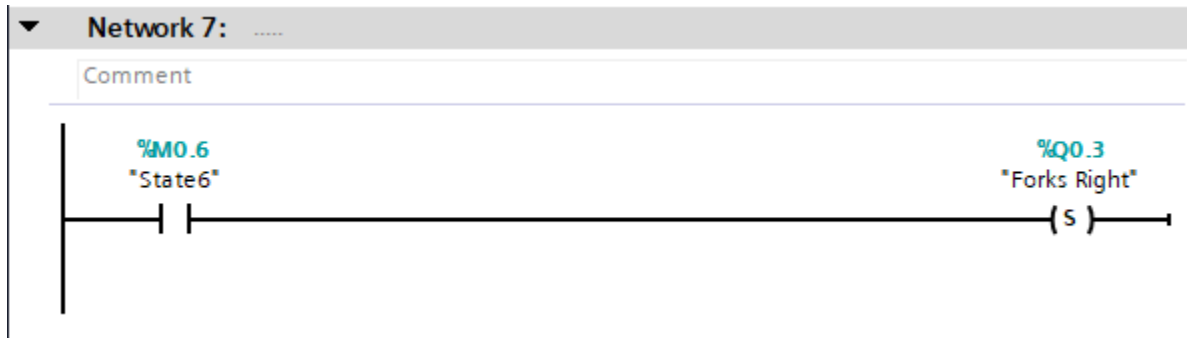 Network 7: .....
Comment
%M0.6 %Q0.3
"State6" "Forks Right"
S